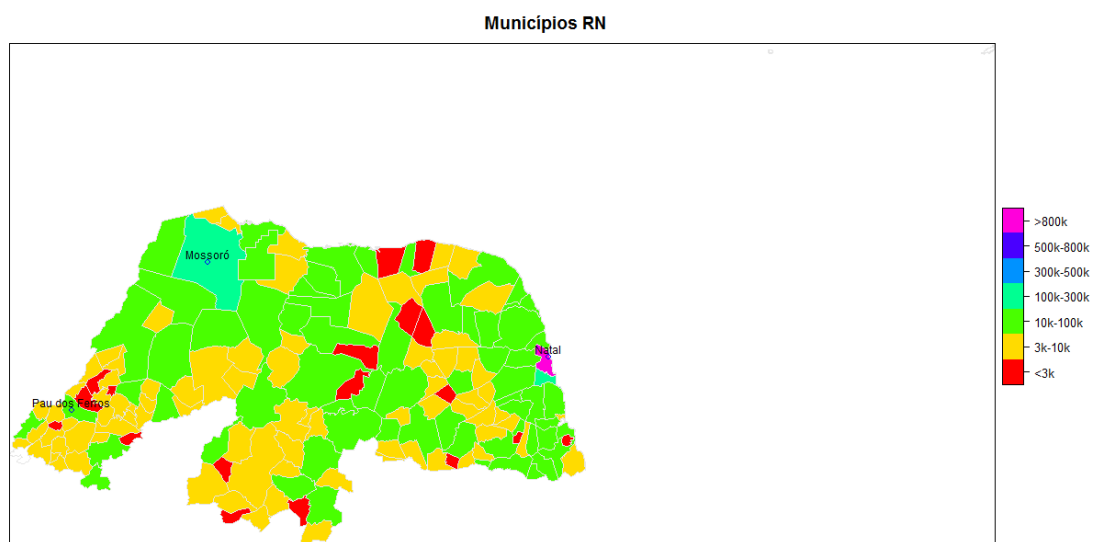 Municípios RN
Mossoró
Natal
Pau dos Ferros
>800k
500k-800k
300k-500k
100k-300k
10k-100k
3k-10k
<3k